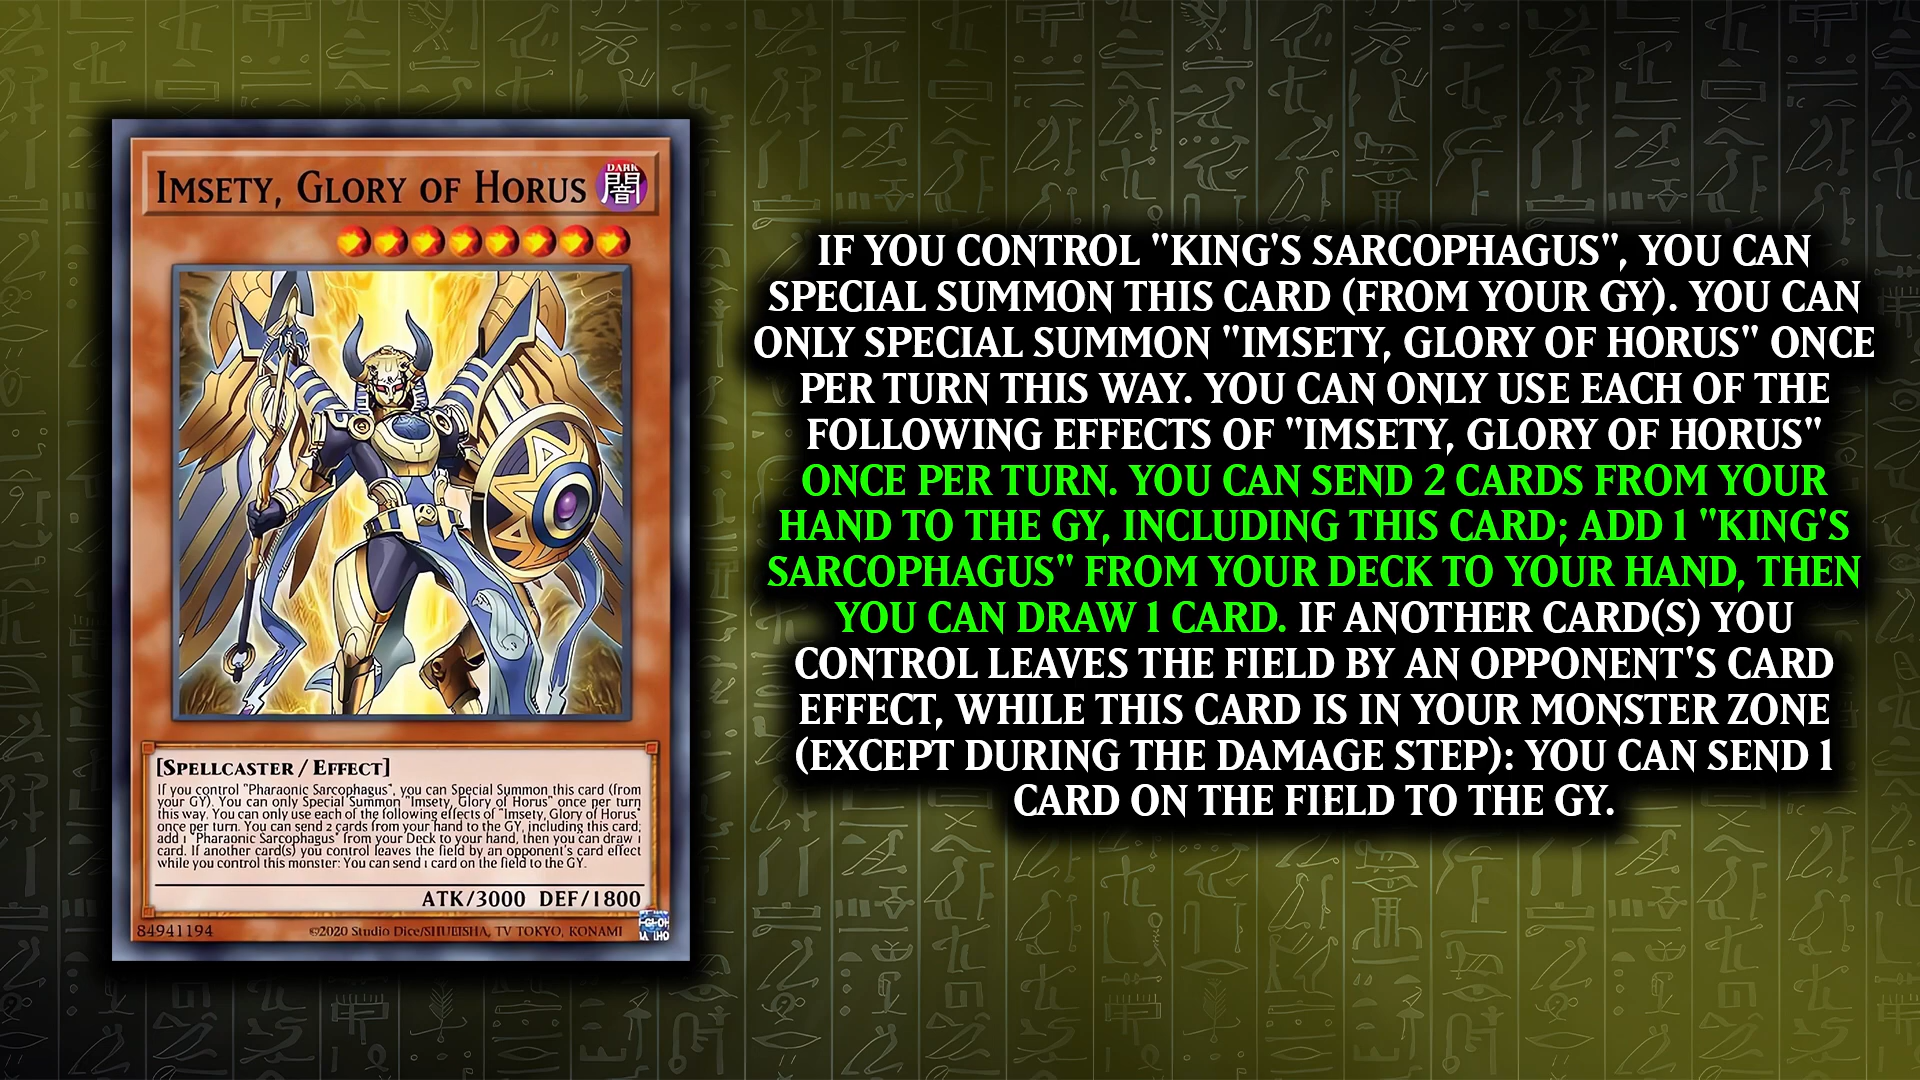 IMSETY, GLORY OF HORUS
DARK
闇
[SPELLCASTER / EFFECT]
If you control "Pharaonic Sarcophagus", you can Special Summon this card (from
your GY). You can only Special Summon "Imsety, Glory of Horus" once per turn
this way. You can only use each of the following effects of "Imsety, Glory of Horus"
once per turn. You can send 2 cards from your hand to the GY, including this card;
add 1 "Pharaonic Sarcophagus" from your Deck to your hand, then you can draw 1
card. If another card(s) you control leaves the field by an opponent's card effect
while you control this monster: You can send 1 card on the field to the GY.
ATK/3000 DEF/1800
84941194
©2020 Studio Dice/SHUEISHA, TV TOKYO, KONAMI
IF YOU CONTROL "KING'S SARCOPHAGUS", YOU CAN
SPECIAL SUMMON THIS CARD (FROM YOUR GY). YOU CAN
ONLY SPECIAL SUMMON "IMSETY, GLORY OF HORUS" ONCE
PER TURN THIS WAY. YOU CAN ONLY USE EACH OF THE
FOLLOWING EFFECTS OF "IMSETY, GLORY OF HORUS"
ONCE PER TURN. YOU CAN SEND 2 CARDS FROM YOUR
HAND TO THE GY, INCLUDING THIS CARD; ADD 1 "KING'S
SARCOPHAGUS" FROM YOUR DECK TO YOUR HAND, THEN
YOU CAN DRAW 1 CARD. IF ANOTHER CARD(S) YOU
CONTROL LEAVES THE FIELD BY AN OPPONENT'S CARD
EFFECT, WHILE THIS CARD IS IN YOUR MONSTER ZONE
(EXCEPT DURING THE DAMAGE STEP): YOU CAN SEND 1
CARD ON THE FIELD TO THE GY.